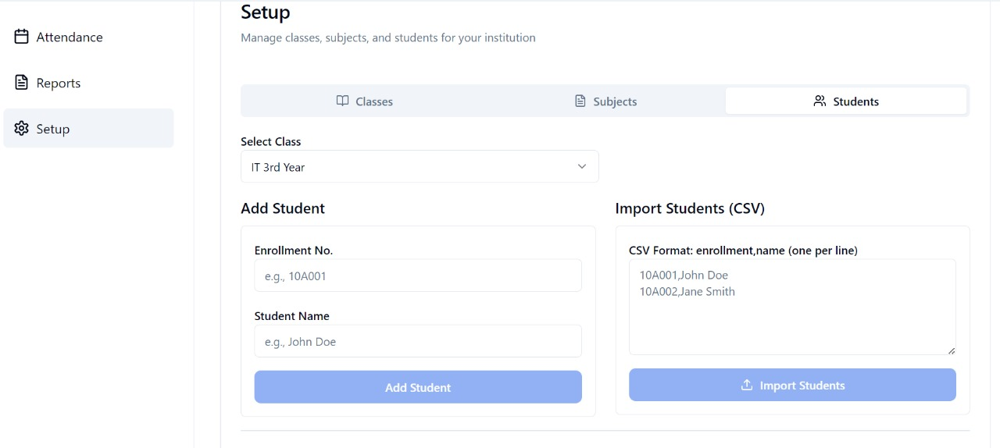 Attendance
Reports
Setup
Setup
Manage classes, subjects, and students for your institution
Classes
Subjects
Students
Select Class
IT 3rd Year
Add Student
Enrollment No.
e.g., 10A001
Student Name
e.g., John Doe
Add Student
Import Students (CSV)
CSV Format: enrollment,name (one per line)
10A001,John Doe
10A002,Jane Smith
Import Students